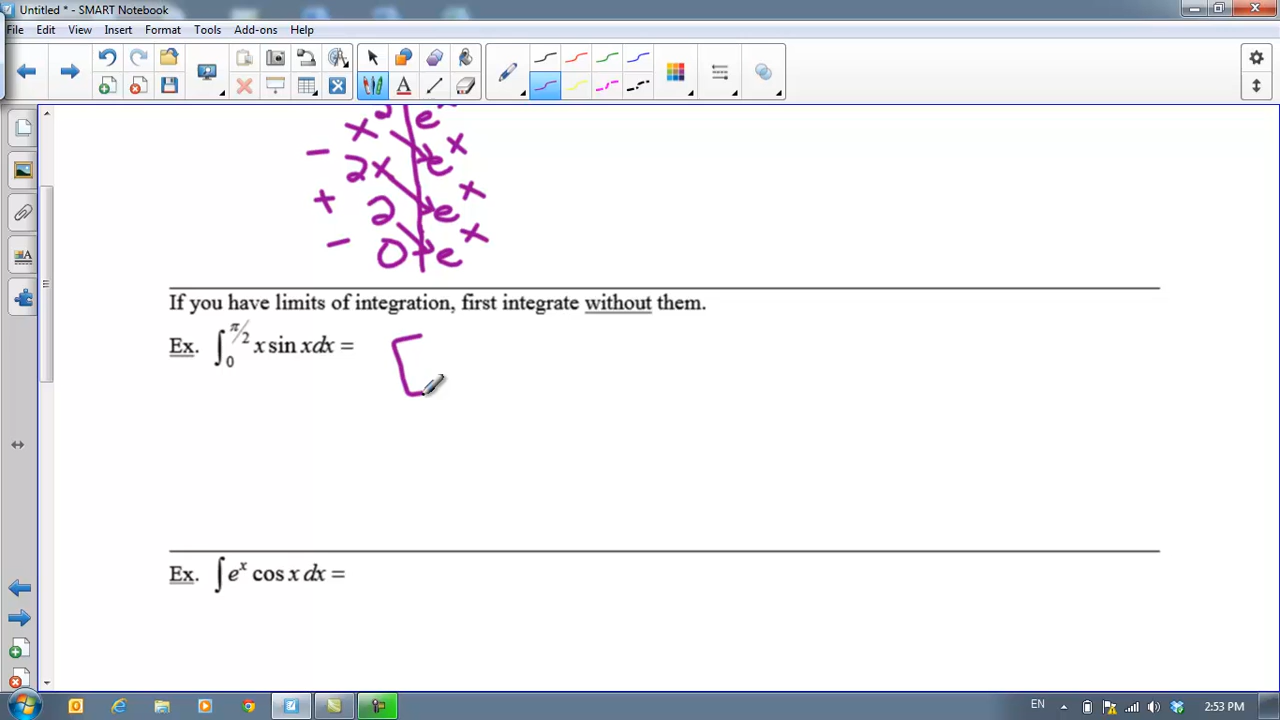 Untitled * - SMART Notebook
File Edit View Insert Format Tools Add-ons Help
x² e^x
- 2x e^x
+ 2 e^x
- 0 e^x
If you have limits of integration, first integrate without them.
Ex. ∫₀^{π/2} x sin x dx = [
Ex. ∫ e^x cos x dx =
EN 2:53 PM